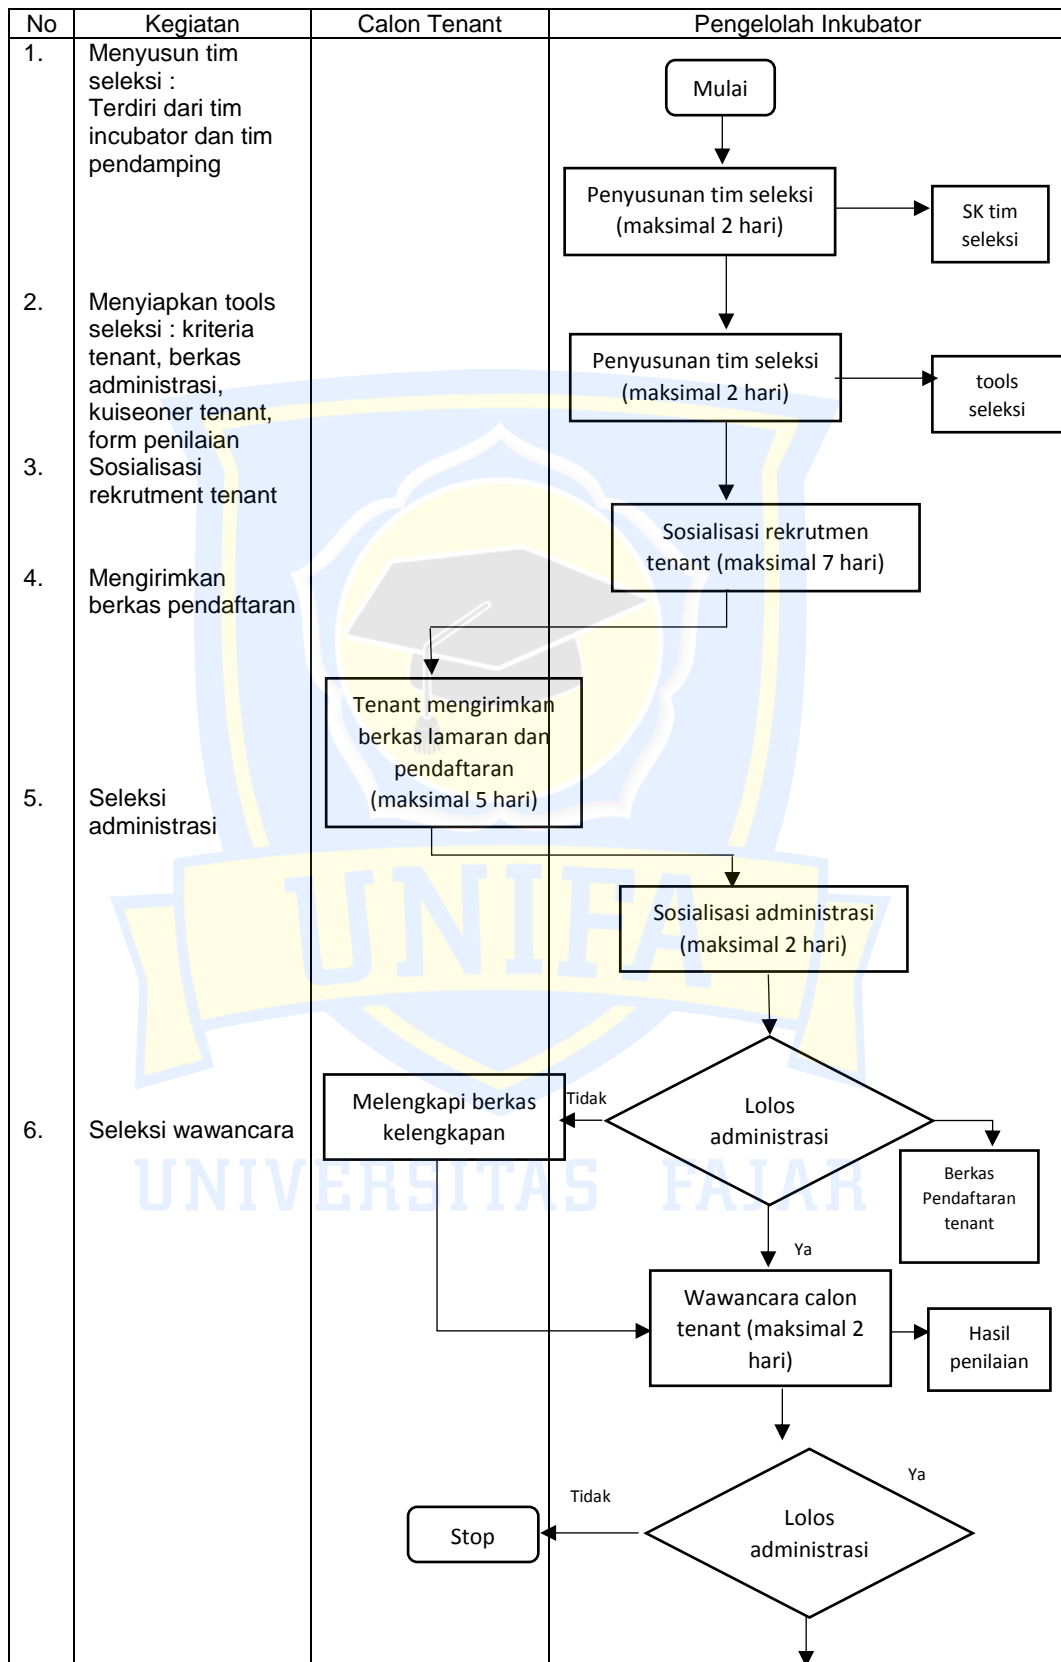 No
Kegiatan
Calon Tenant
Pengelolah Inkubator
1.
Menyusun tim
seleksi :
Terdiri dari tim
incubator dan tim
pendamping
Mulai
Penyusunan tim seleksi
(maksimal 2 hari)
SK tim
seleksi
2.
Menyiapkan tools
seleksi : kriteria
tenant, berkas
administrasi,
kuiseoner tenant,
form penilaian
Penyusunan tim seleksi
(maksimal 2 hari)
tools
seleksi
3.
Sosialisasi
rekrutment tenant
Sosialisasi rekrutmen
tenant (maksimal 7 hari)
4.
Mengirimkan
berkas pendaftaran
Tenant mengirimkan
berkas lamaran dan
pendaftaran
(maksimal 5 hari)
5.
Seleksi
administrasi
UNIFA
Sosialisasi administrasi
(maksimal 2 hari)
Lolos
administrasi
Tidak
Melengkapi berkas
kelengkapan
6.
Seleksi wawancara
UNIVERSITAS FAJAR
Berkas
Pendaftaran
tenant
Ya
Wawancara calon
tenant (maksimal 2
hari)
Hasil
penilaian
Ya
Tidak
Lolos
administrasi
Stop